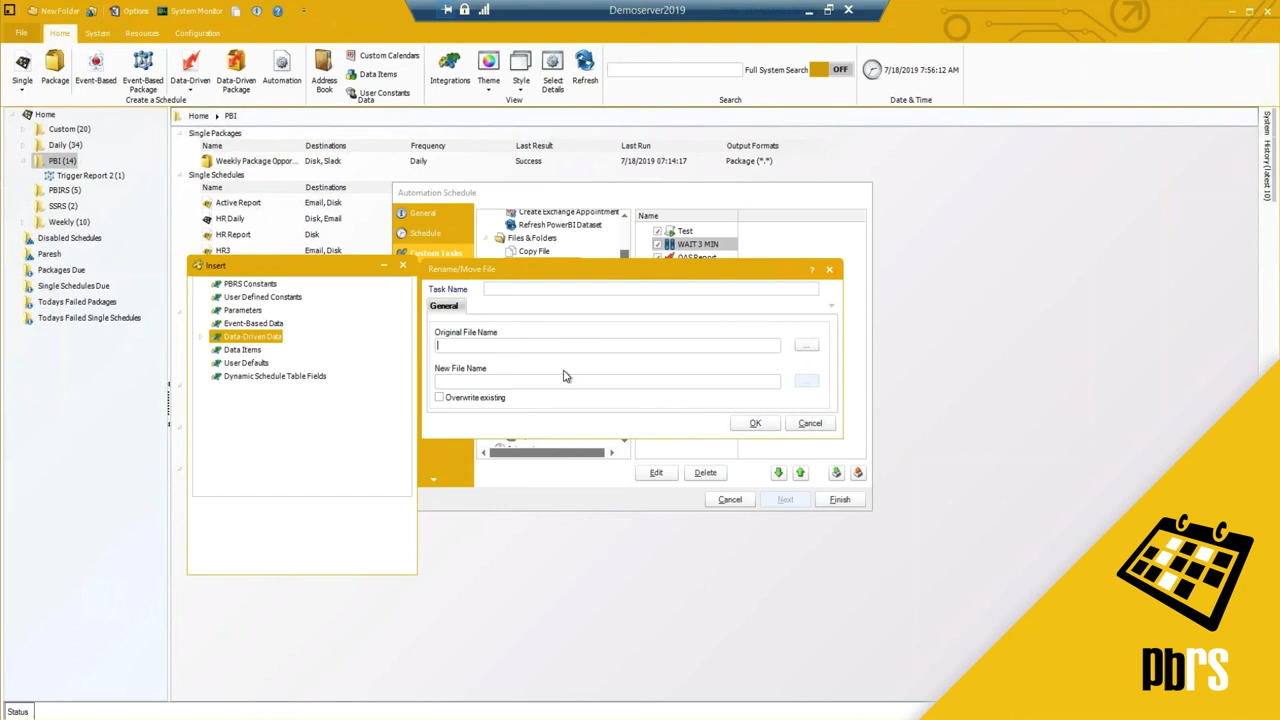 New Folder Options System Monitor
Demoserver2019
File Home System Resources Configuration
Single
Package
Event-Based
Event-Based
Package
Data-Driven
Data-Driven
Package
Automation
Create a Schedule
Address
Book
Custom Calendars
Data Items
User Constants
Data
Integrations
Theme
Style
Select
Details
Refresh
View
Full System Search OFF
Search
7/18/2019 7:56:12 AM
Date & Time
Home
Custom (20)
Daily (34)
PBI (14)
Trigger Report 2 (1)
PBIRS (5)
SSRS (2)
Weekly (10)
Disabled Schedules
Paresh
Packages Due
Single Schedules Due
Todays Failed Packages
Todays Failed Single Schedules
Home PBI
Single Packages
Name Destinations Frequency Last Result Last Run Output Formats
Weekly Package Oppor... Disk, Slack Daily Success 7/18/2019 07:14:17 Package (*.*)
Single Schedules
Name Destinations
Active Report Email, Disk
HR Daily Disk, Email
HR Report Disk
HR3 Email, Disk
Automation Schedule
General
Schedule
Custom Tasks
Create Exchange Appointment
Refresh PowerBI Dataset
Files & Folders
Copy File
Name
Test
WAIT 3 MIN
OAS Report
Insert
PBRS Constants
User Defined Constants
Parameters
Event-Based Data
Data-Driven Data
Data Items
User Defaults
Dynamic Schedule Table Fields
Rename/Move File ?
Task Name
General
Original File Name
...
New File Name
...
Overwrite existing
OK Cancel
Edit Delete
Cancel Next Finish
System History (latest 10)
pbrs
Status